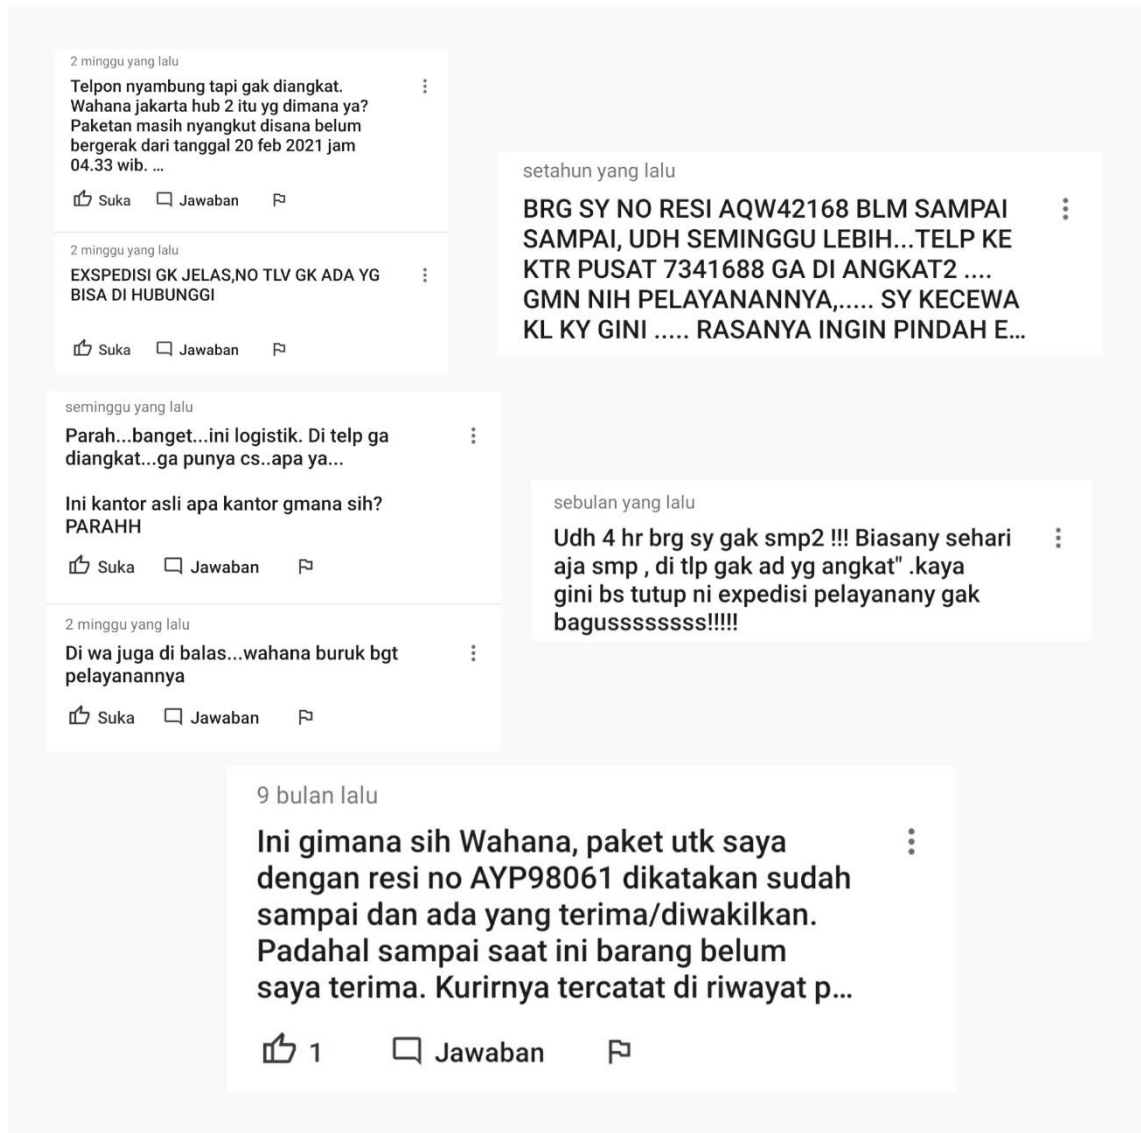 2 minggu yang lalu
Telpon nyambung tapi gak diangkat.
Wahana jakarta hub 2 itu yg dimana ya?
Paketan masih nyangkut disana belum
bergerak dari tanggal 20 feb 2021 jam
04.33 wib. ...
Suka Jawaban
2 minggu yang lalu
EXSPEDISI GK JELAS,NO TLV GK ADA YG
BISA DI HUBUNGGI
Suka Jawaban
setahun yang lalu
BRG SY NO RESI AQW42168 BLM SAMPAI
SAMPAI, UDH SEMINGGU LEBIH...TELP KE
KTR PUSAT 7341688 GA DI ANGKAT2 ....
GMN NIH PELAYANANNYA,..... SY KECEWA
KL KY GINI ..... RASANYA INGIN PINDAH E...
seminggu yang lalu
Parah...banget...ini logistik. Di telp ga
diangkat...ga punya cs..apa ya...
Ini kantor asli apa kantor gmana sih?
PARAHH
Suka Jawaban
2 minggu yang lalu
Di wa juga di balas...wahana buruk bgt
pelayanannya
Suka Jawaban
sebulan yang lalu
Udh 4 hr brg sy gak smp2 !!! Biasany sehari
aja smp , di tlp gak ad yg angkat" .kaya
gini bs tutup ni expedisi pelayanany gak
bagussssssss!!!!!
9 bulan lalu
Ini gimana sih Wahana, paket utk saya
dengan resi no AYP98061 dikatakan sudah
sampai dan ada yang terima/diwakilkan.
Padahal sampai saat ini barang belum
saya terima. Kurirnya tercatat di riwayat p...
1 Jawaban